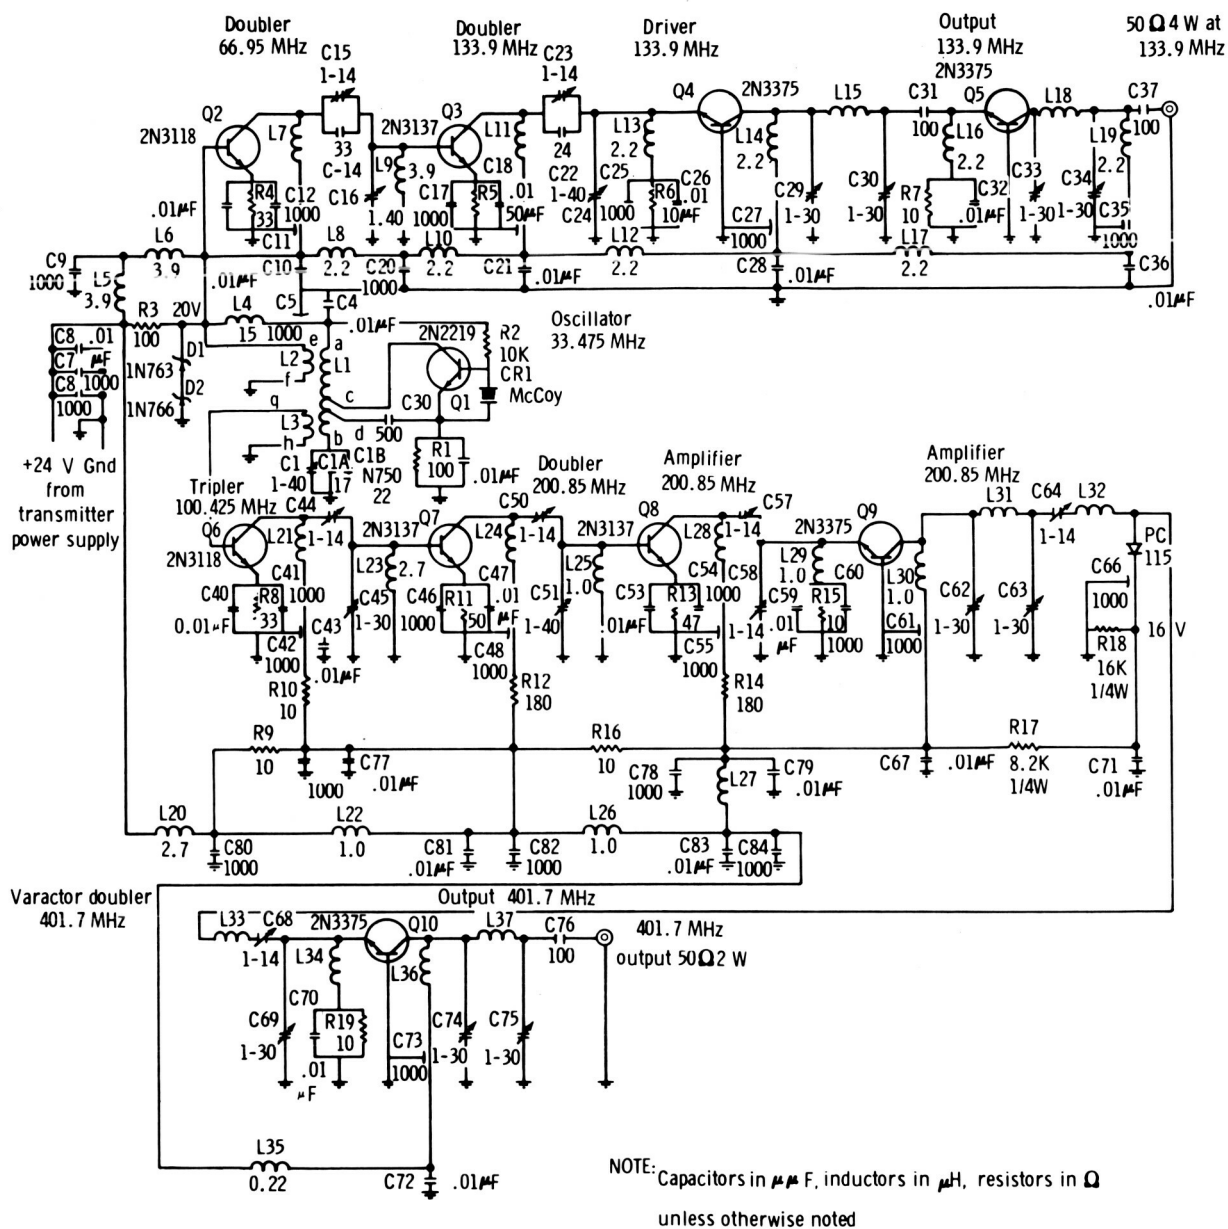 Doubler
66.95 MHz
Doubler
133.9 MHz
Driver
133.9 MHz
Output
133.9 MHz
2N3375
50 Ω 4 W at
133.9 MHz
C15
1-14
C23
1-14
Q2
2N3118
L7
33
C-14
2N3137
Q3
L11
24
Q4
2N3375
L13
2.2
L14
2.2
L15
C31
100
Q5
L16
2.2
L18
C37
100
L19
2.2
R4
33
C12
1000
C11
C16
1.40
L9
3.9
C17
1000
C18
R5
.01
50
μF
C22
1-40
C24
C25
1000
R6
10
C26
.01
μF
C27
1000
C29
1-30
C30
1-30
R7
10
C32
.01μF
C33
1-30
C34
1-30
C35
1000
.01μF
C9
1000
L6
3.9
L5
3.9
.01μF
C10
L8
2.2
C20
1000
L10
2.2
C21
.01μF
L12
2.2
C28
.01μF
L17
2.2
C36
.01μF
R3
100
20V
L4
15
C5
1000
C4
.01μF
Oscillator
33.475 MHz
C8
.01
μF
C7
1000
C8
1000
D1
1N763
D2
1N766
e
L2
f
a
L1
c
q
L3
h
b
d
2N2219
Q1
R2
10K
CR1
McCoy
C30
500
+24 V Gnd
from
transmitter
power supply
C1
1-40
C1A
17
C1B
N750
22
R1
100
.01μF
Tripler
100.425 MHz
Doubler
200.85 MHz
Amplifier
200.85 MHz
Amplifier
200.85 MHz
Q6
2N3118
L21
C44
1-14
2N3137
Q7
L24
C50
1-14
2N3137
Q8
L28
C57
1-14
2N3375
Q9
L31
C64
1-14
L32
PC
115
C40
0.01μF
R8
33
C41
1000
C42
1000
C43
.01μF
C45
1-30
L23
2.7
C46
1000
R11
50
C47
.01
μF
C48
1000
C51
1-40
L25
1.0
C53
.01μF
R13
47
C54
1000
C55
1000
C58
1-14
C59
.01
μF
L29
1.0
R15
10
C60
1000
C61
1000
L30
1.0
C62
1-30
C63
1-30
C66
1000
R18
16K
1/4W
16 V
R10
10
R12
180
R14
180
R9
10
1000
C77
.01μF
R16
10
C78
1000
L27
C79
.01μF
C67
.01μF
R17
8.2K
1/4W
C71
.01μF
L20
2.7
C80
1000
L22
1.0
C81
.01μF
C82
1000
L26
1.0
C83
.01μF
C84
1000
Varactor doubler
401.7 MHz
Output 401.7 MHz
L33
C68
1-14
2N3375
Q10
L34
L36
L37
C76
100
401.7 MHz
output 50Ω 2 W
C69
1-30
C70
.01
μF
R19
10
C73
1000
C74
1-30
C75
1-30
L35
0.22
C72
.01μF
NOTE: Capacitors in μμF, inductors in μH, resistors in Ω
unless otherwise noted